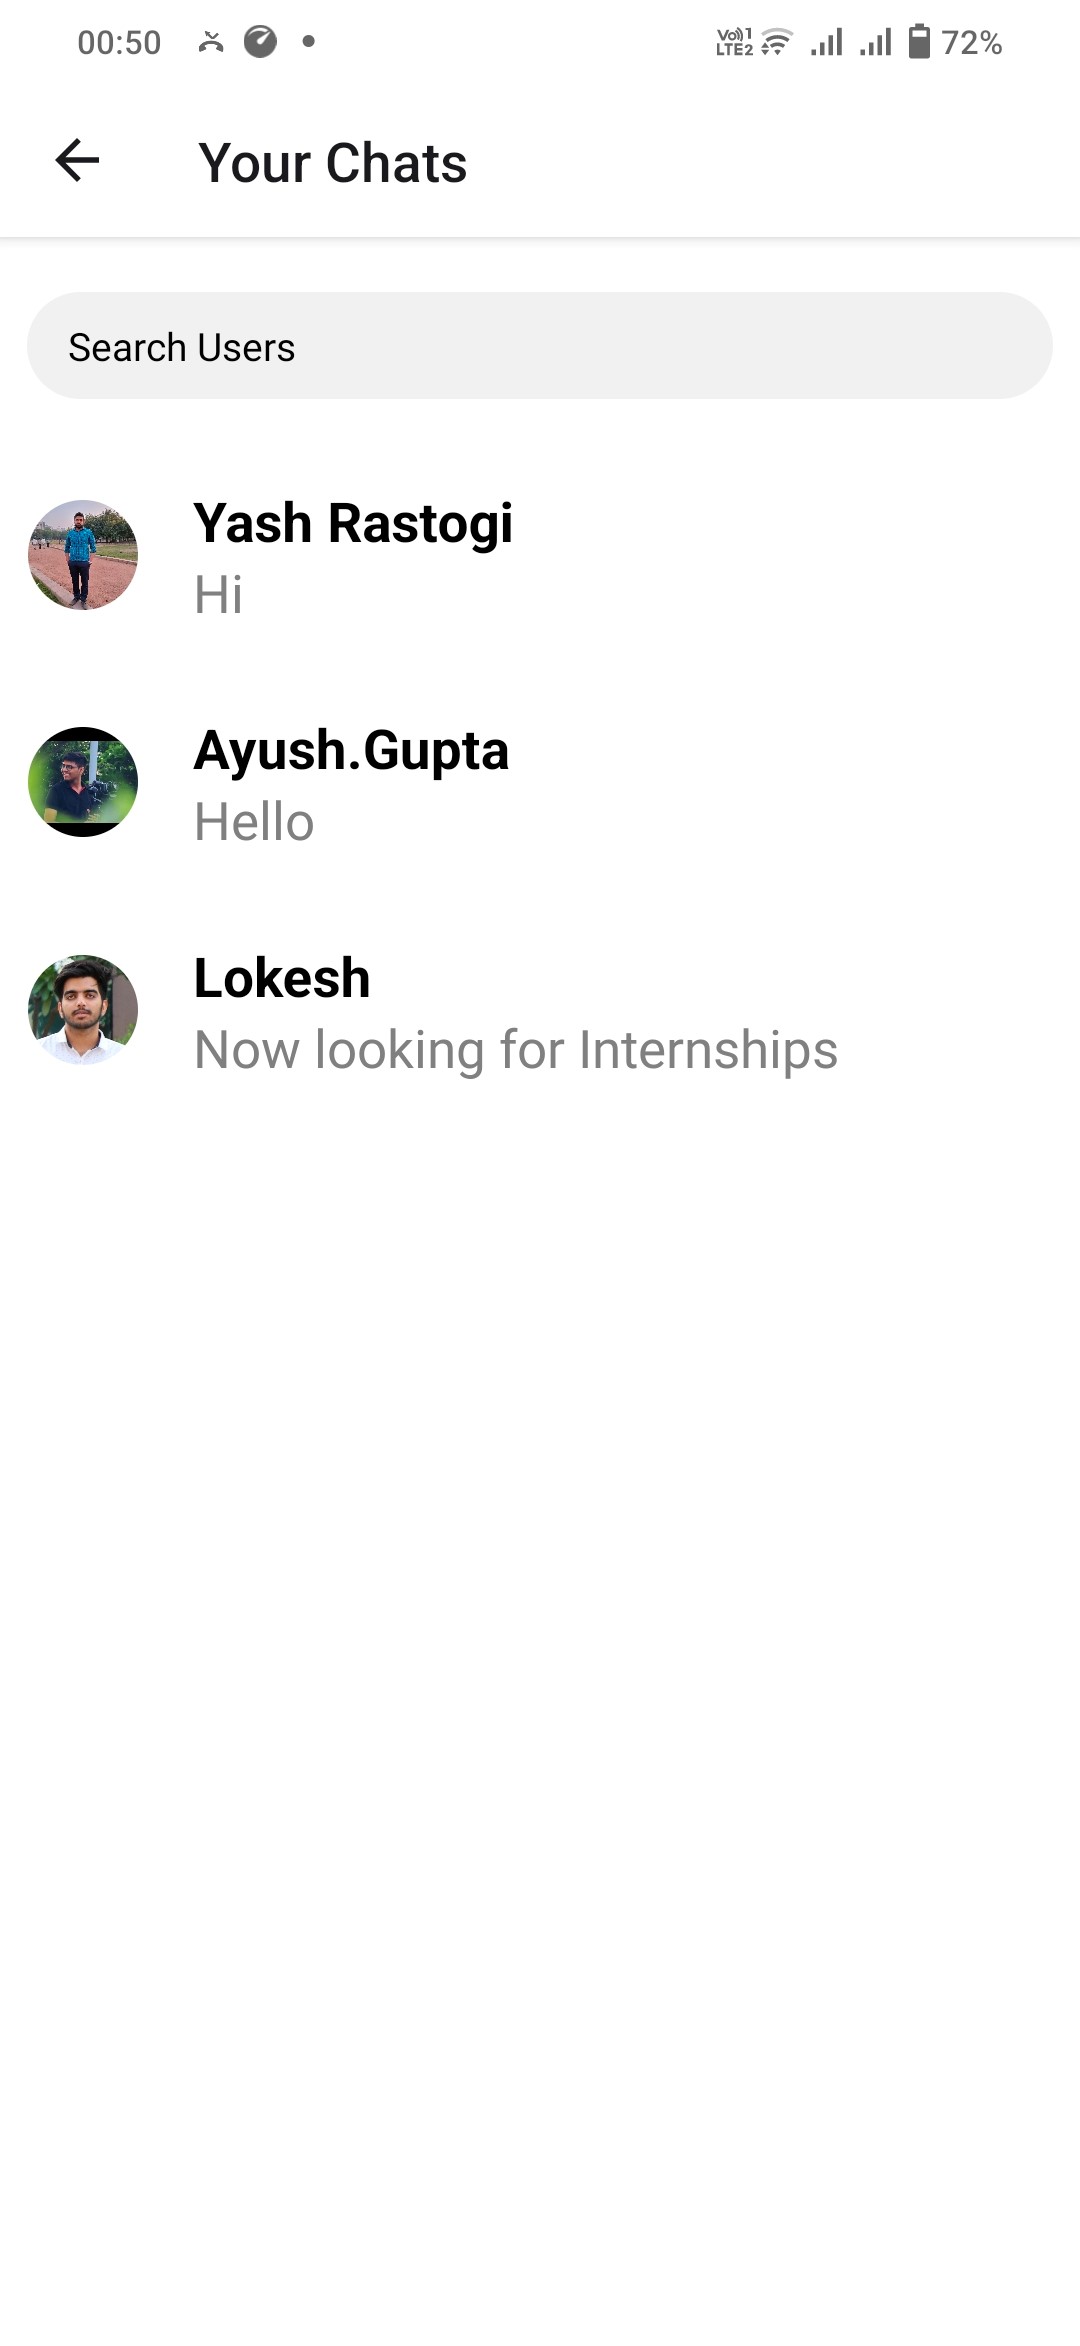 00:50
Vo))1
LTE2
72%
Your Chats
Search Users
Yash Rastogi
Hi
Ayush.Gupta
Hello
Lokesh
Now looking for Internships